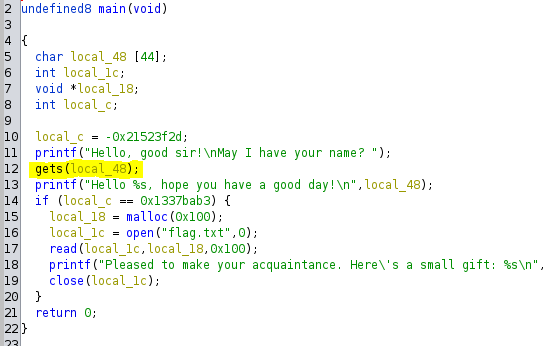 2 undefined8 main(void)
3
4 {
5 char local_48 [44];
6 int local_1c;
7 void *local_18;
8 int local_c;
9
10 local_c = -0x21523f2d;
11 printf("Hello, good sir!\nMay I have your name? ");
12 gets(local_48);
13 printf("Hello %s, hope you have a good day!\n",local_48);
14 if (local_c == 0x1337bab3) {
15 local_18 = malloc(0x100);
16 local_1c = open("flag.txt",0);
17 read(local_1c,local_18,0x100);
18 printf("Pleased to make your acquaintance. Here\'s a small gift: %s\n",
19 close(local_1c);
20 }
21 return 0;
22 }
23